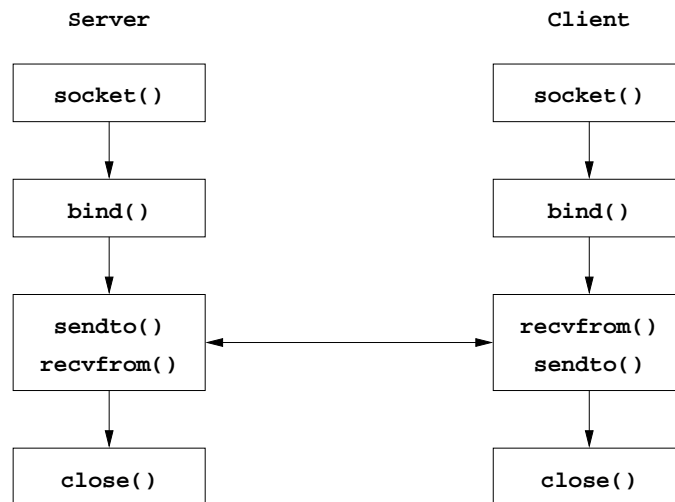 Server
Client
socket()
socket()
bind()
bind()
sendto()
recvfrom()
recvfrom()
sendto()
close()
close()